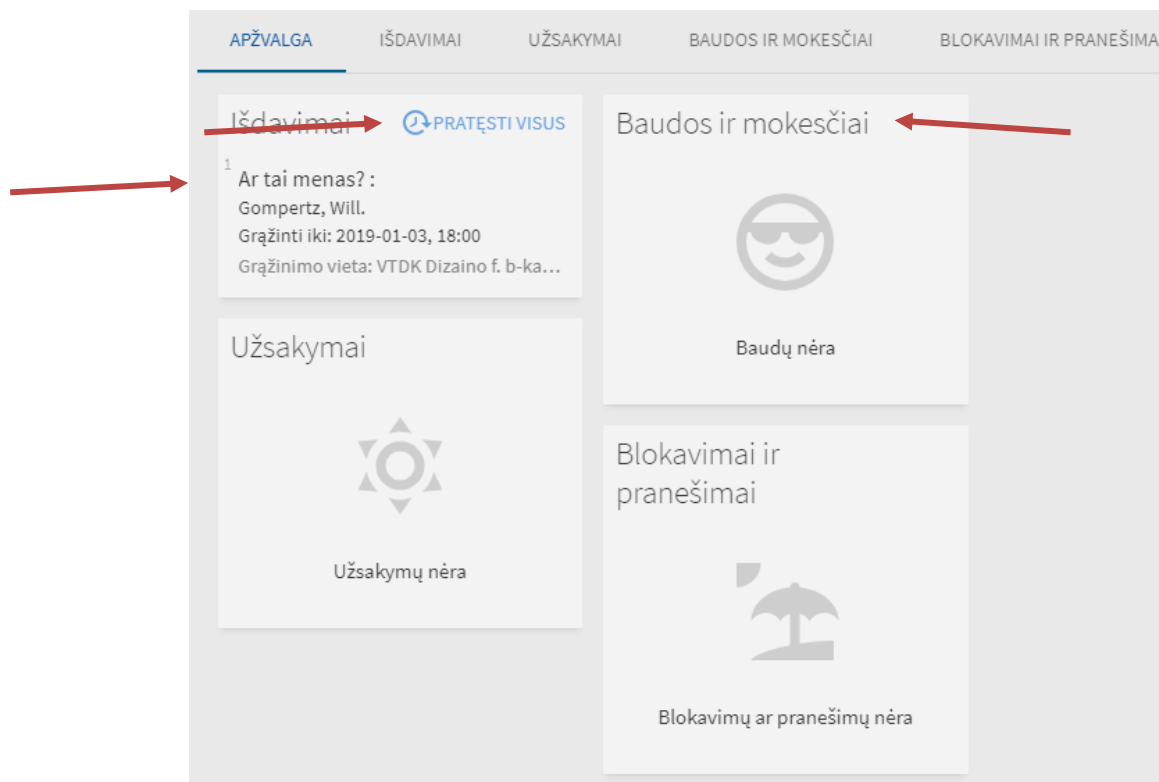 APŽVALGA IŠDAVIMAI UŽSAKYMAI BAUDOS IR MOKESČIAI BLOKAVIMAI IR PRANEŠIMA
Išdavimai PRATĘSTI VISUS
1
Ar tai menas? :
Gompertz, Will.
Grąžinti iki: 2019-01-03, 18:00
Grąžinimo vieta: VTDK Dizaino f. b-ka...
Baudos ir mokesčiai
Baudų nėra
Užsakymai
Užsakymų nėra
Blokavimai ir
pranešimai
Blokavimų ar pranešimų nėra